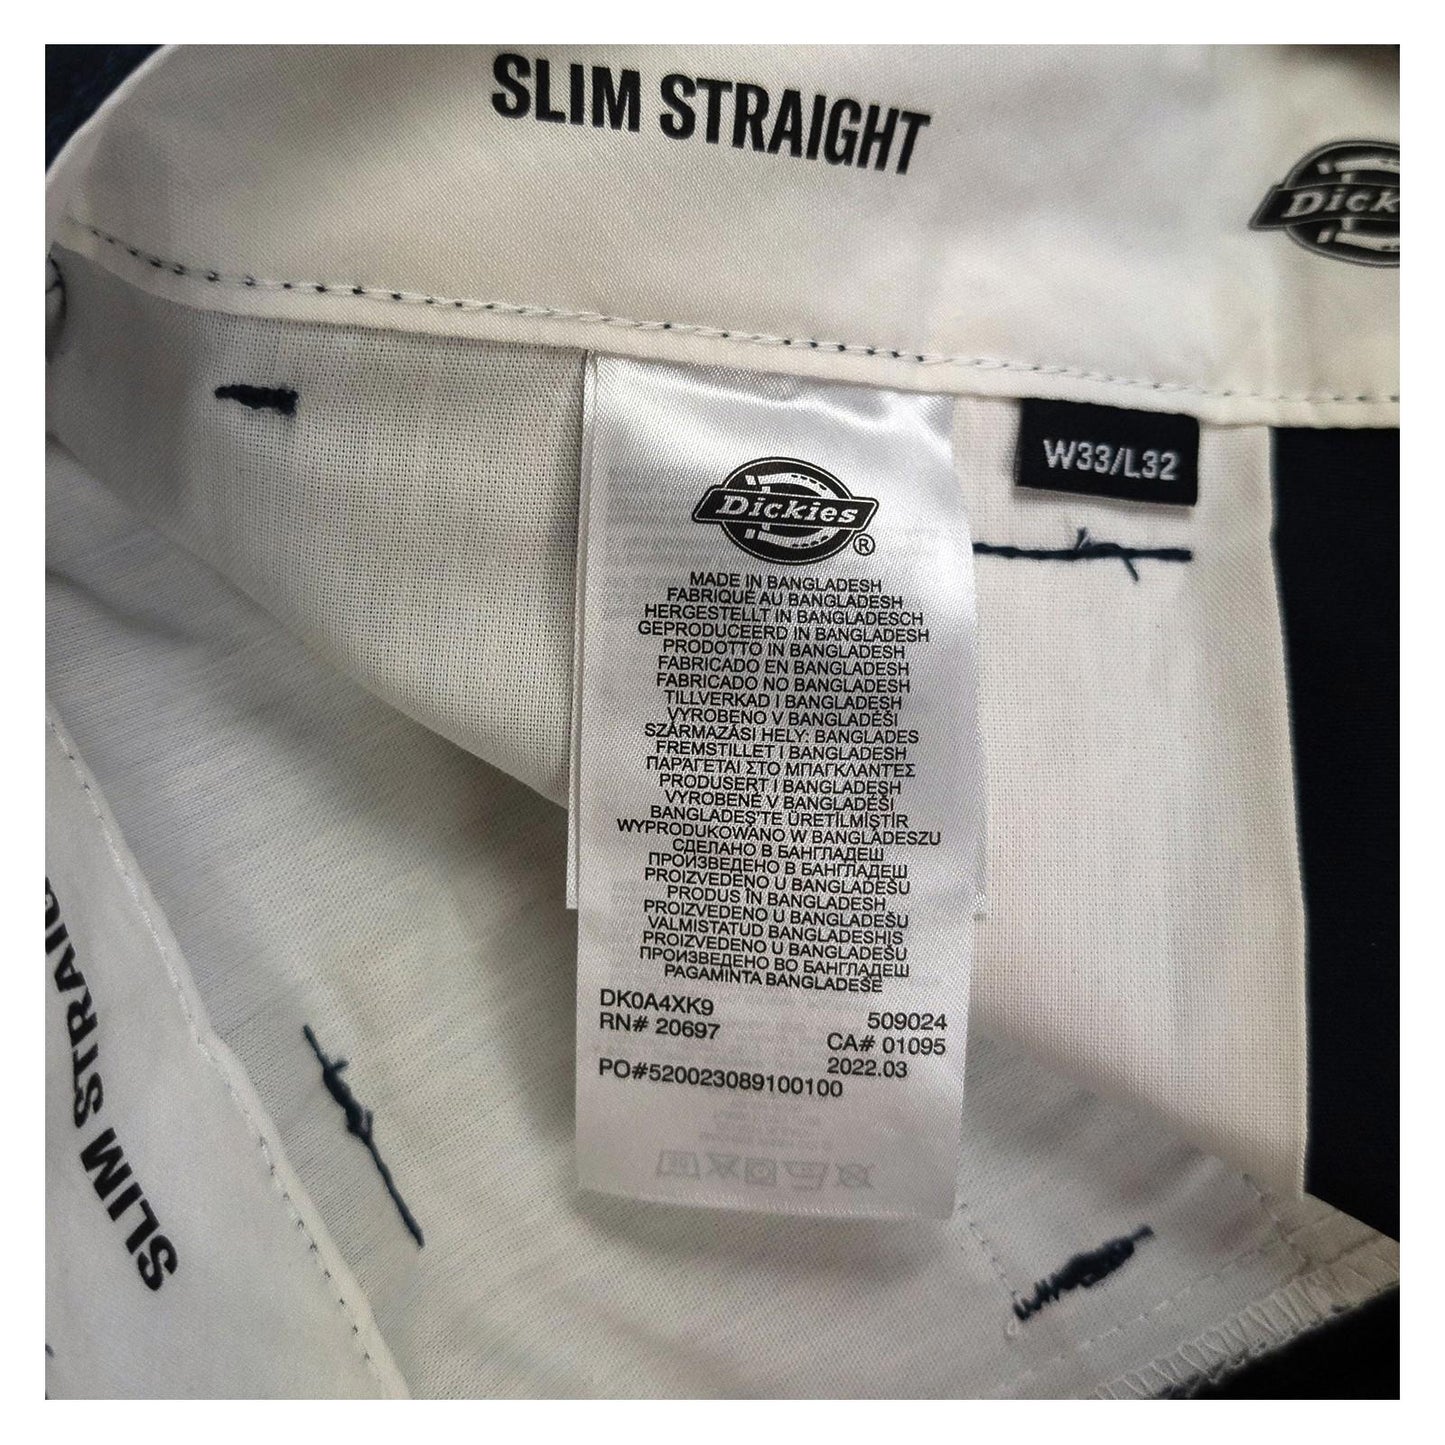 SLIM STRAIGHT
Dick
W33/L32
Dickies
®
MADE IN BANGLADESH
FABRIQUÉ AU BANGLADESH
HERGESTELLT IN BANGLADESCH
GEPRODUCEERD IN BANGLADESH
PRODOTTO IN BANGLADESH
FABRICADO EN BANGLADESH
FABRICADO NO BANGLADESH
TILLVERKAD I BANGLADESH
VYROBENO V BANGLADÉŠI
SZÁRMAZÁSI HELY: BANGLADES
FREMSTILLET I BANGLADESH
ΠΑΡΑΓΕΤΑΙ ΣΤΟ ΜΠΑΓΚΛΑΝΤΕΣ
PRODUSERT I BANGLADESH
VYROBENÉ V BANGLADÉŠI
BANGLADEŞ'TE ÜRETİLMİŞTİR
WYPRODUKOWANO W BANGLADESZU
СДЕЛАНО В БАНГЛАДЕШ
ПРОИЗВЕДЕНО В БАНГЛАДЕШ
PROIZVEDENO U BANGLADEŠU
PRODUS ÎN BANGLADESH
PROIZVEDENO U BANGLADEŠU
VALMISTATUD BANGLADESHIS
PROIZVEDENO U BANGLADEŠU
ПРОИЗВЕДЕНО ВО БАНГЛАДЕШ
PAGAMINTA BANGLADEŠE
DK0A4XK9 509024
RN# 20697 CA# 01095
2022.03
PO#520023089100100
SLIM STRAIG